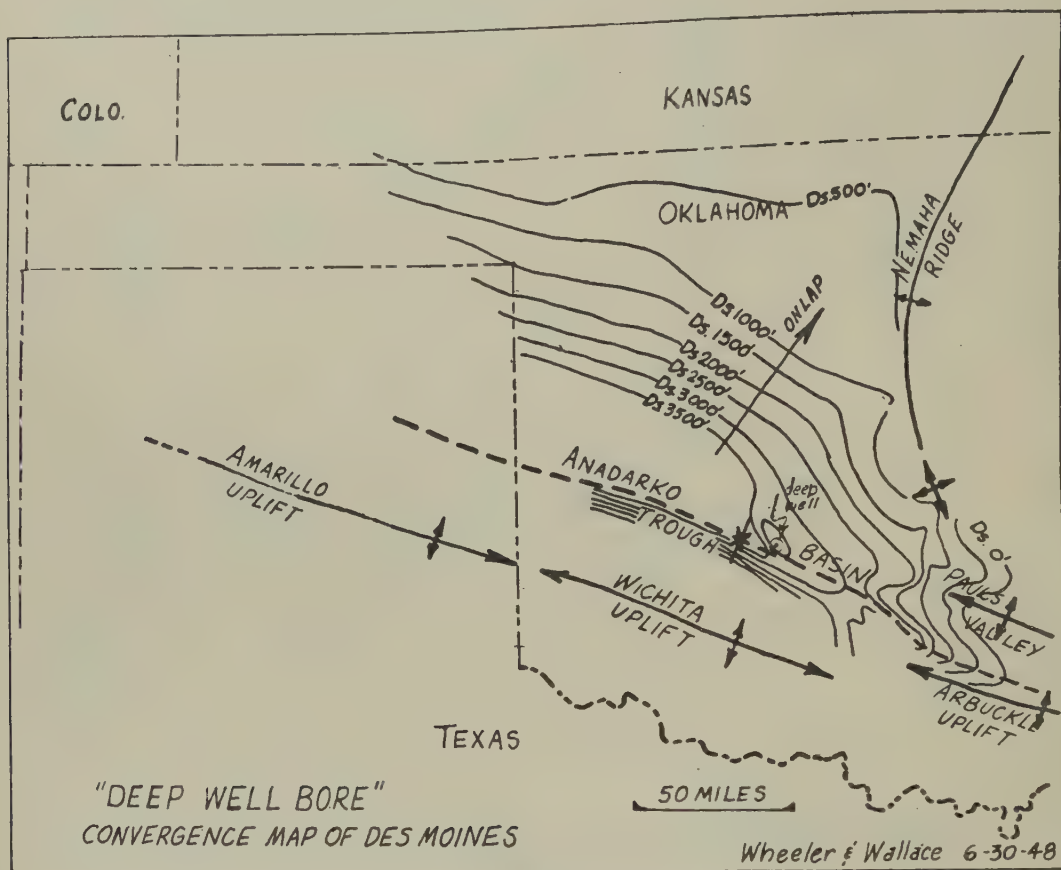 COLO.
KANSAS
OKLAHOMA
Ds.500'
NEMAHA
RIDGE
ONLAP
Ds.1000'
Ds.1500'
Ds.2000'
Ds.2500'
Ds.3000'
Ds.3500'
AMARILLO
UPLIFT
ANADARKO
TROUGH
BASIN
deep
well
WICHITA
UPLIFT
Ds.0'
PAULS
VALLEY
ARBUCKLE
UPLIFT
TEXAS
"DEEP WELL BORE"
CONVERGENCE MAP OF DES MOINES
50 MILES
Wheeler & Wallace 6-30-48